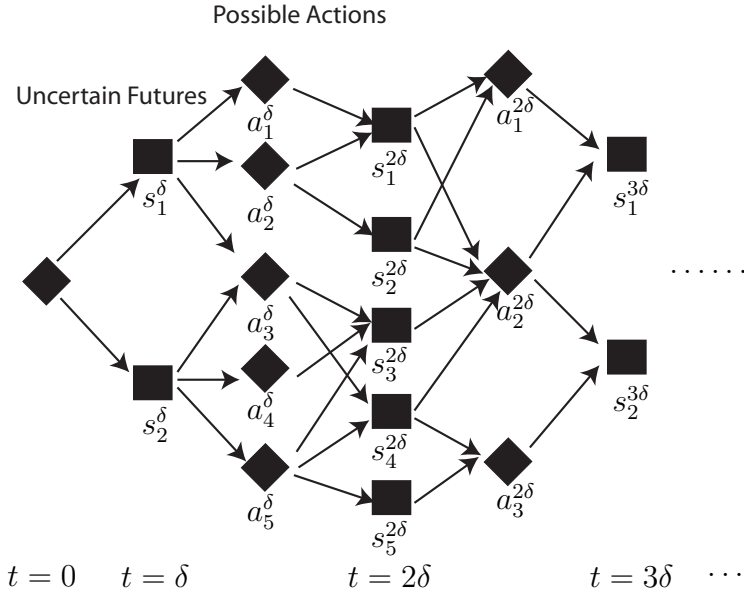 Possible Actions
Uncertain Futures
a_1^δ
a_1^{2δ}
s_1^δ
s_1^{2δ}
s_1^{3δ}
a_2^δ
s_2^{2δ}
......
a_2^{2δ}
a_3^δ
s_3^{2δ}
s_2^{3δ}
s_2^δ
a_4^δ
s_4^{2δ}
a_5^δ
a_3^{2δ}
s_5^{2δ}
t = 0 t = δ t = 2δ t = 3δ ...